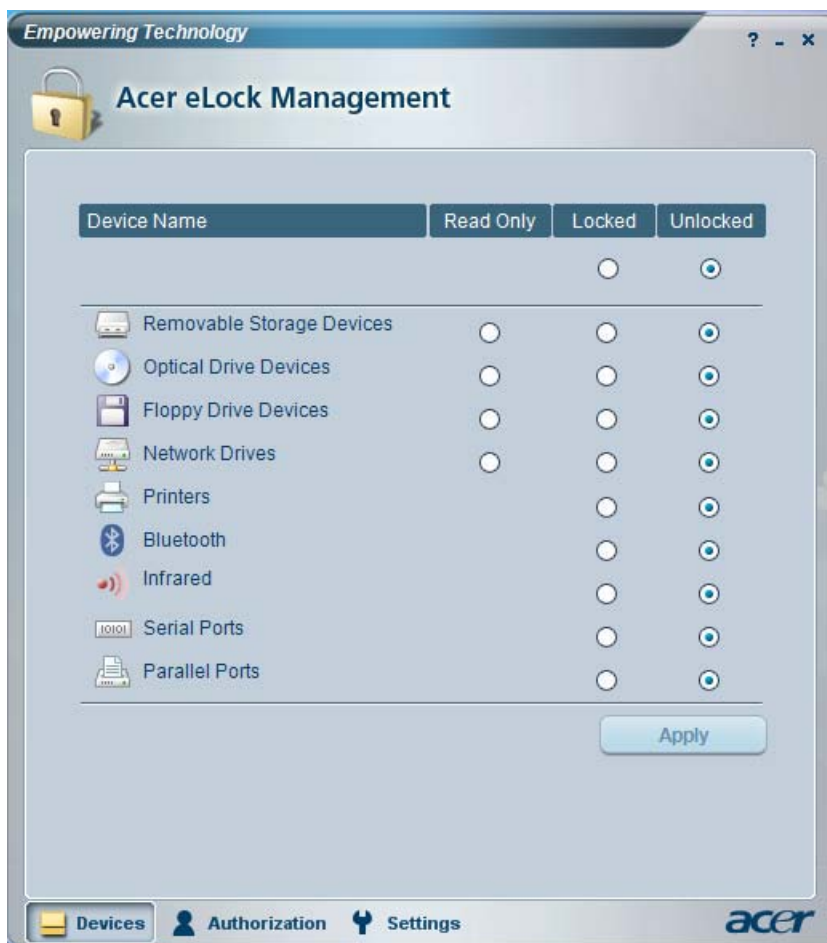 Empowering Technology
? - ×
Acer eLock Management
Device Name Read Only Locked Unlocked
Removable Storage Devices
Optical Drive Devices
Floppy Drive Devices
Network Drives
Printers
Bluetooth
Infrared
10101 Serial Ports
Parallel Ports
Apply
Devices Authorization Settings acer